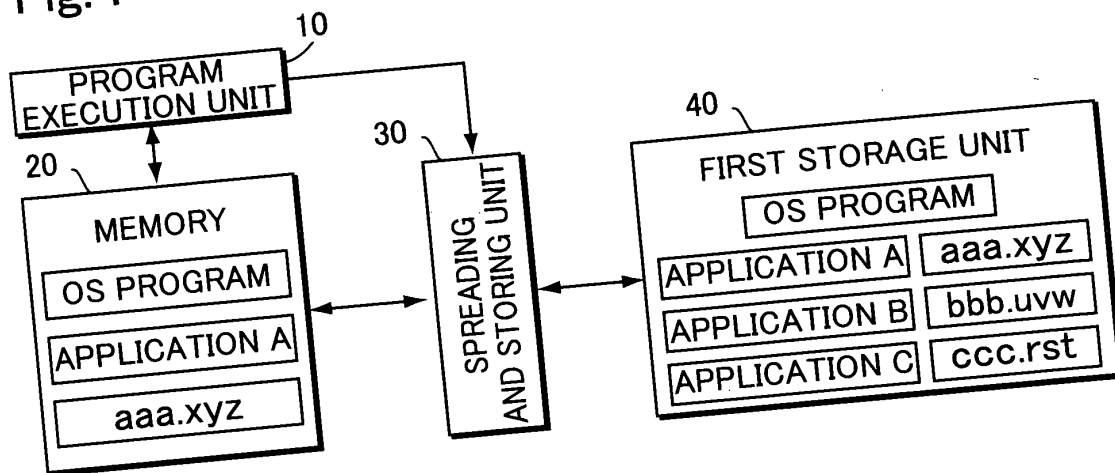 Fig. 1
10
PROGRAM
EXECUTION UNIT
20
MEMORY
OS PROGRAM
APPLICATION A
aaa.xyz
30
SPREADING
AND STORING UNIT
40
FIRST STORAGE UNIT
OS PROGRAM
APPLICATION A
aaa.xyz
APPLICATION B
bbb.uvw
APPLICATION C
ccc.rst